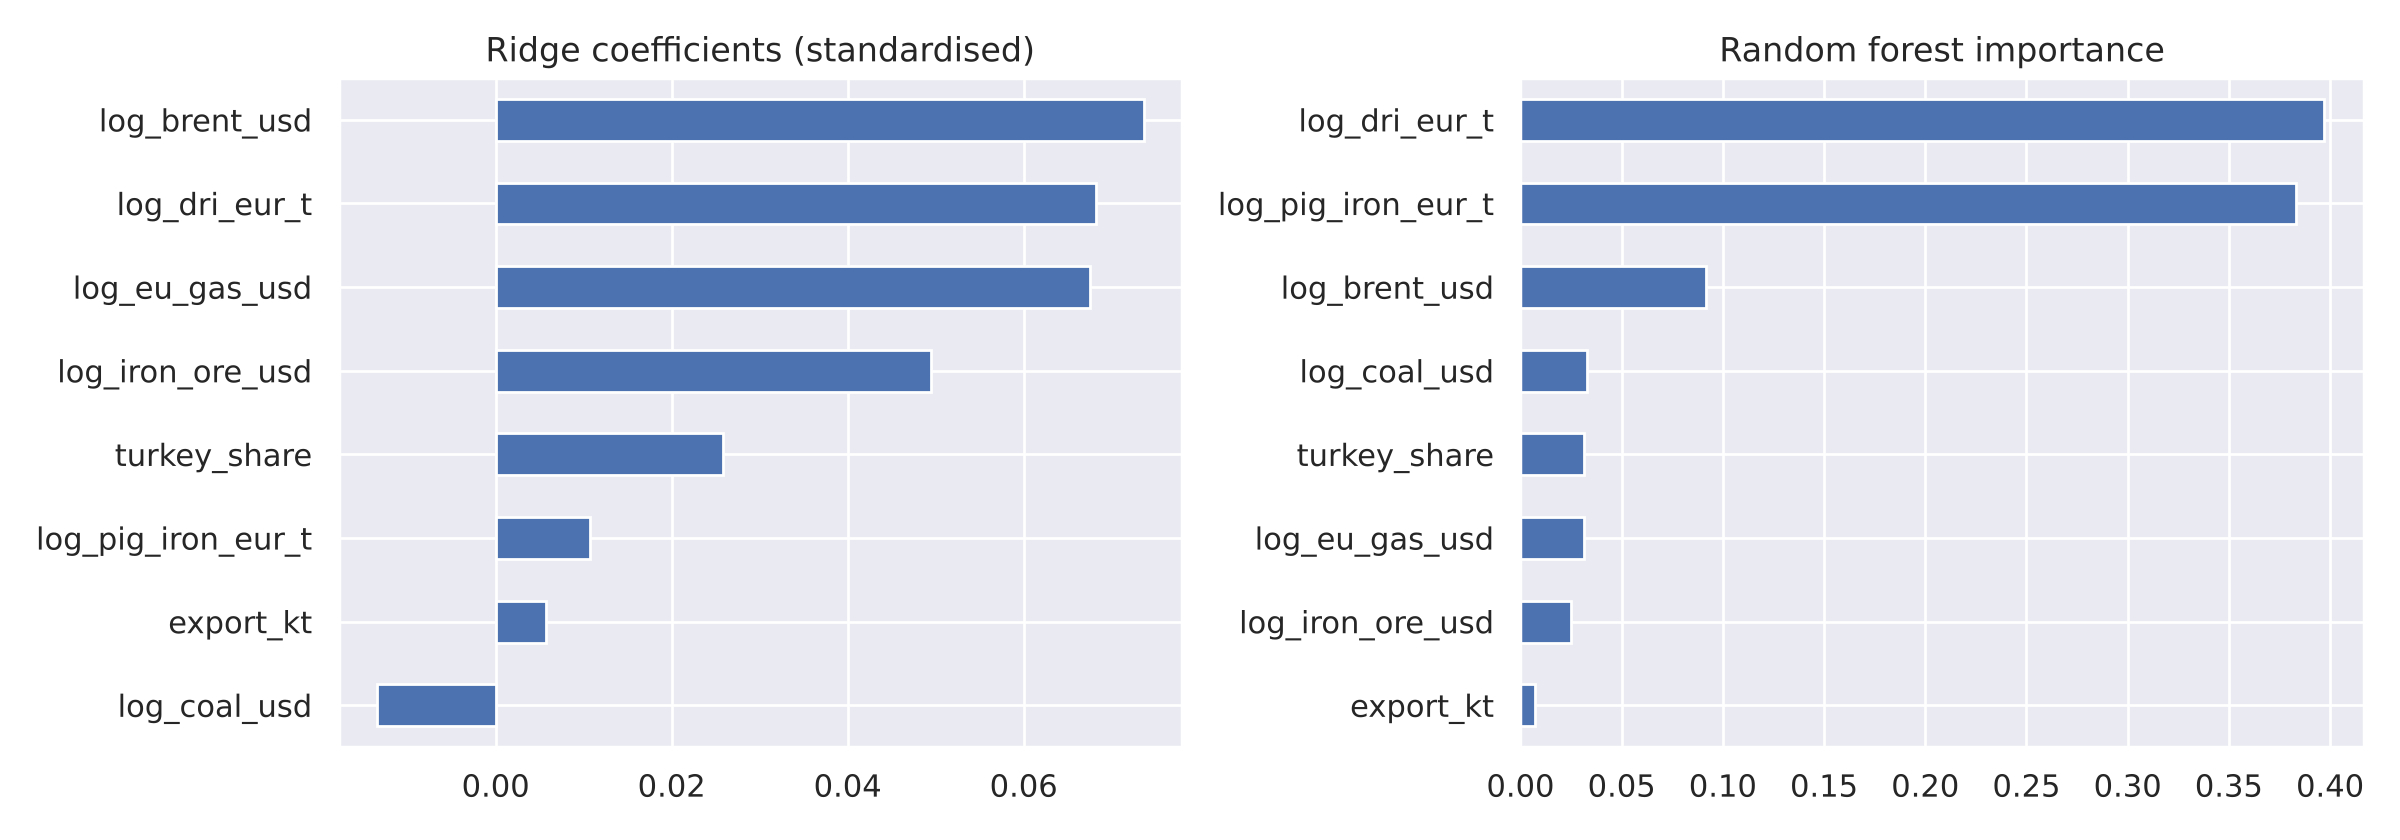 Ridge coefficients (standardised)
log_brent_usd
log_dri_eur_t
log_eu_gas_usd
log_iron_ore_usd
turkey_share
log_pig_iron_eur_t
export_kt
log_coal_usd
0.00 0.02 0.04 0.06
Random forest importance
log_dri_eur_t
log_pig_iron_eur_t
log_brent_usd
log_coal_usd
turkey_share
log_eu_gas_usd
log_iron_ore_usd
export_kt
0.00 0.05 0.10 0.15 0.20 0.25 0.30 0.35 0.40